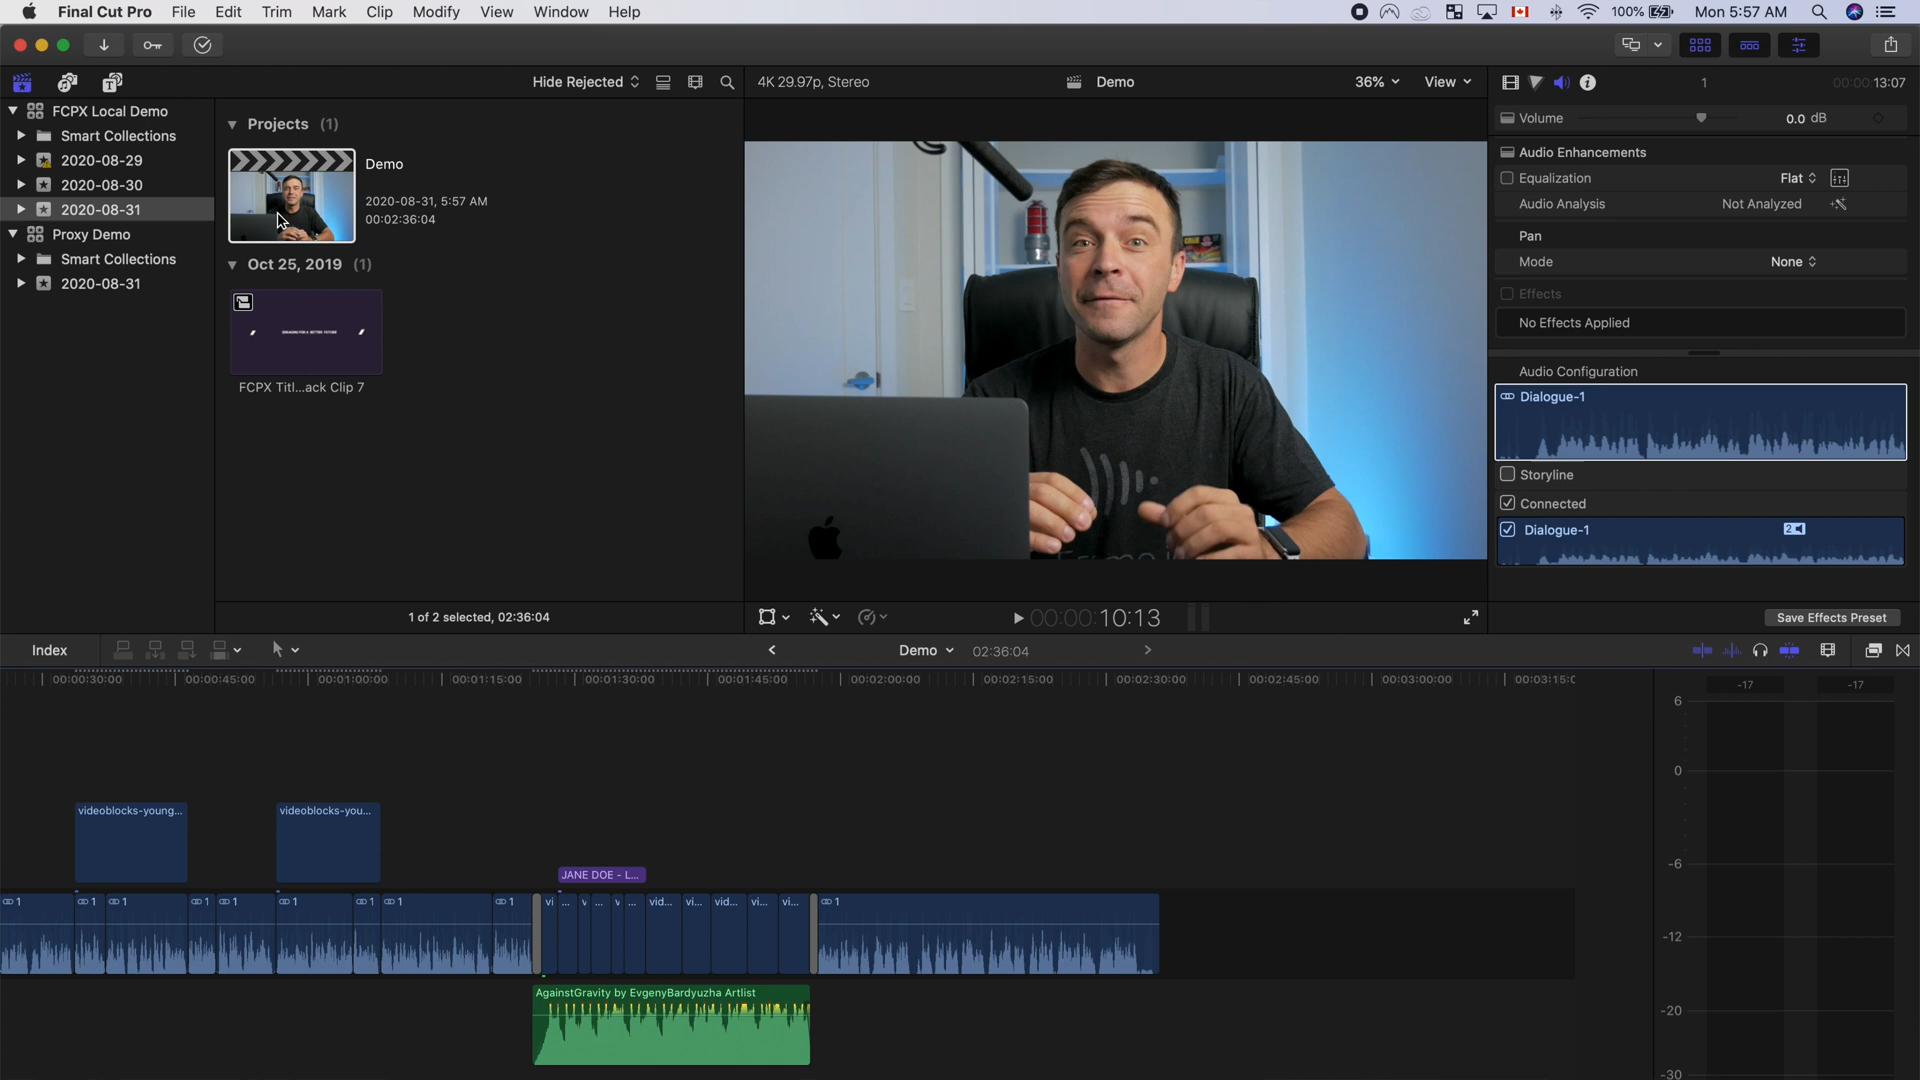 Final Cut Pro File Edit Trim Mark Clip Modify View Window Help 100% Mon 5:57 AM
Hide Rejected 4K 29.97p, Stereo Demo 36% View 1 00:00:13:07
FCPX Local Demo
Smart Collections
2020-08-29
2020-08-30
2020-08-31
Proxy Demo
Smart Collections
2020-08-31
Projects (1)
Demo
2020-08-31, 5:57 AM
00:02:36:04
Oct 25, 2019 (1)
FCPX Titl...ack Clip 7
1 of 2 selected, 02:36:04
00:00:10:13
Volume 0.0 dB
Audio Enhancements
Equalization Flat
Audio Analysis Not Analyzed
Pan
Mode None
Effects
No Effects Applied
Audio Configuration
Dialogue-1
Storyline
Connected
Dialogue-1 2
Save Effects Preset
Index Demo 02:36:04
00:00:30:00 00:00:45:00 00:01:00:00 00:01:15:00 00:01:30:00 00:01:45:00 00:02:00:00 00:02:15:00 00:02:30:00 00:02:45:00 00:03:00:00 00:03:15:0
-17 -17
6
0
-6
-12
-20
-30
videoblocks-young... videoblocks-you...
JANE DOE - L...
1 1 1 1 1 1 1 1 1 vi ... v ... v ... vid... vi... vid... vi... vi... 1
AgainstGravity by EvgenyBardyuzha Artlist